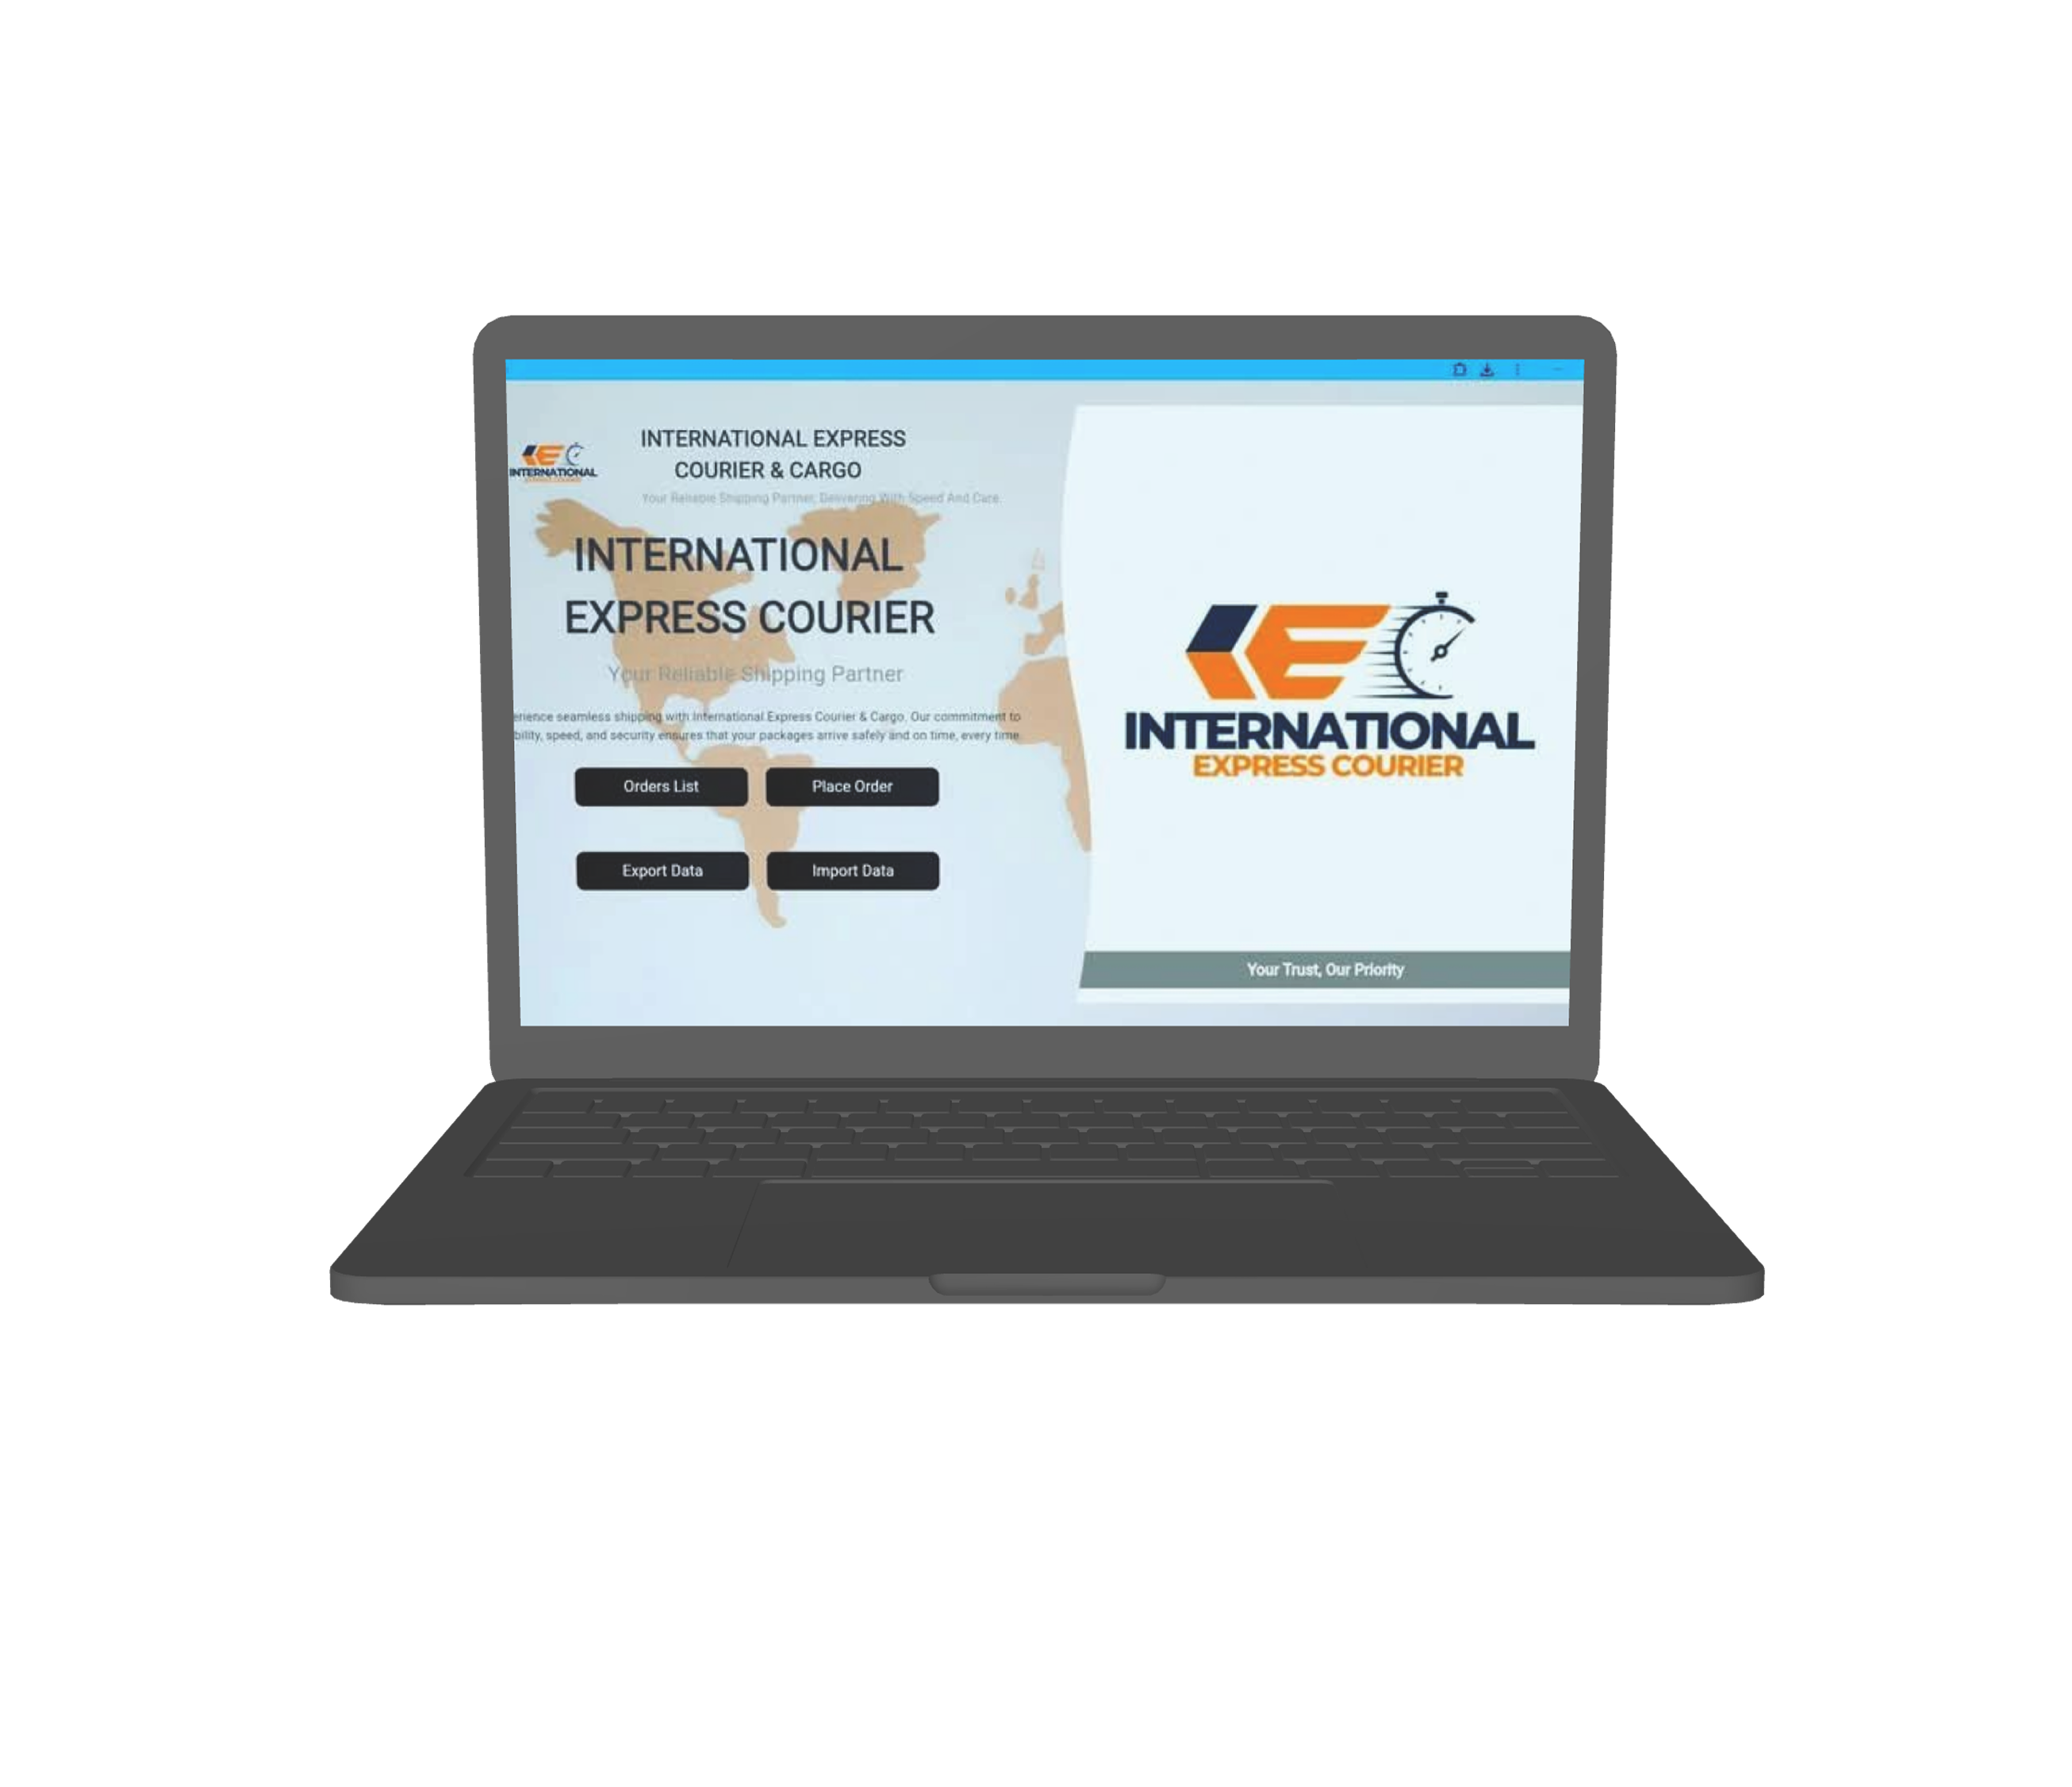 INTERNATIONAL EXPRESS
COURIER & CARGO
INTERNATIONAL
Your Reliable Shipping Partner, Delivering With Speed And Care.
INTERNATIONAL
EXPRESS COURIER
Your Reliable Shipping Partner
erience seamless shipping with International Express Courier & Cargo. Our commitment to
bility, speed, and security ensures that your packages arrive safely and on time, every time.
Orders List
Place Order
Export Data
Import Data
IE
INTERNATIONAL
EXPRESS COURIER
Your Trust, Our Priority